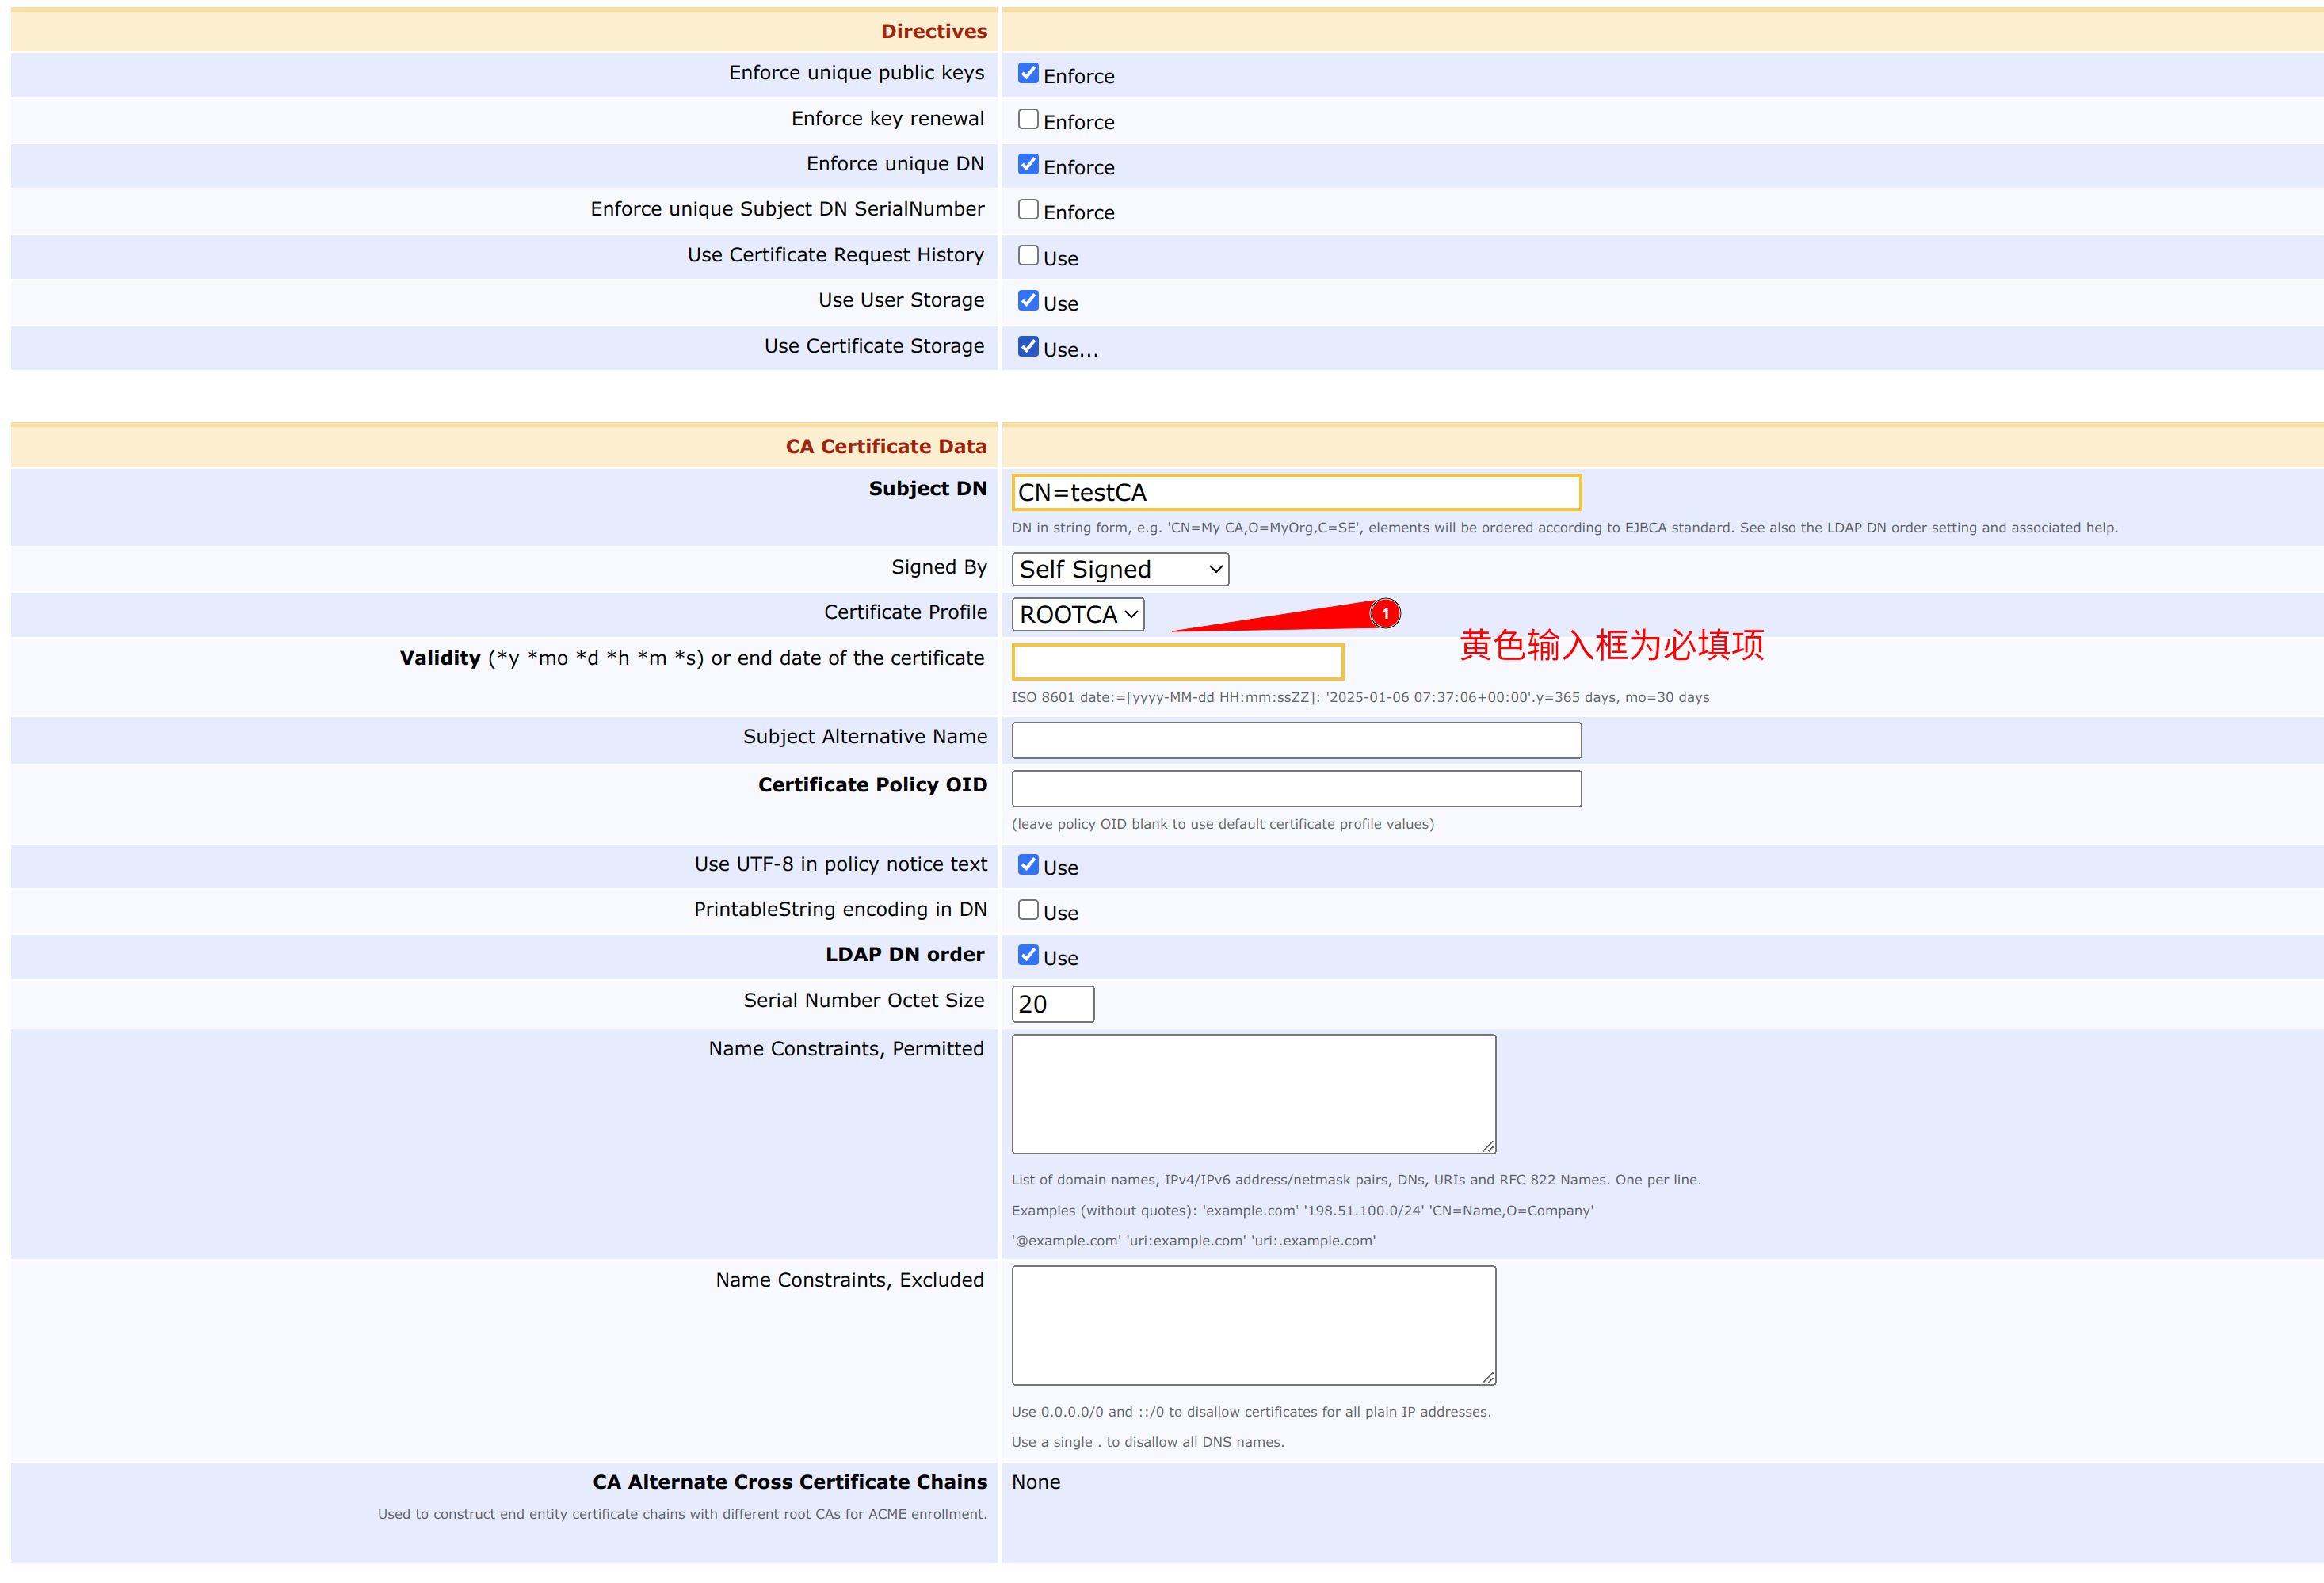 Directives
Enforce unique public keys Enforce
Enforce key renewal Enforce
Enforce unique DN Enforce
Enforce unique Subject DN SerialNumber Enforce
Use Certificate Request History Use
Use User Storage Use
Use Certificate Storage Use...
CA Certificate Data
Subject DN CN=testCA
DN in string form, e.g. 'CN=My CA,O=MyOrg,C=SE', elements will be ordered according to EJBCA standard. See also the LDAP DN order setting and associated help.
Signed By Self Signed
Certificate Profile ROOTCA 1
黄色输入框为必填项
Validity (*y *mo *d *h *m *s) or end date of the certificate
ISO 8601 date:=[yyyy-MM-dd HH:mm:ssZZ]: '2025-01-06 07:37:06+00:00'.y=365 days, mo=30 days
Subject Alternative Name
Certificate Policy OID
(leave policy OID blank to use default certificate profile values)
Use UTF-8 in policy notice text Use
PrintableString encoding in DN Use
LDAP DN order Use
Serial Number Octet Size 20
Name Constraints, Permitted
List of domain names, IPv4/IPv6 address/netmask pairs, DNs, URIs and RFC 822 Names. One per line.
Examples (without quotes): 'example.com' '198.51.100.0/24' 'CN=Name,O=Company'
'@example.com' 'uri:example.com' 'uri:.example.com'
Name Constraints, Excluded
Use 0.0.0.0/0 and ::/0 to disallow certificates for all plain IP addresses.
Use a single . to disallow all DNS names.
CA Alternate Cross Certificate Chains None
Used to construct end entity certificate chains with different root CAs for ACME enrollment.